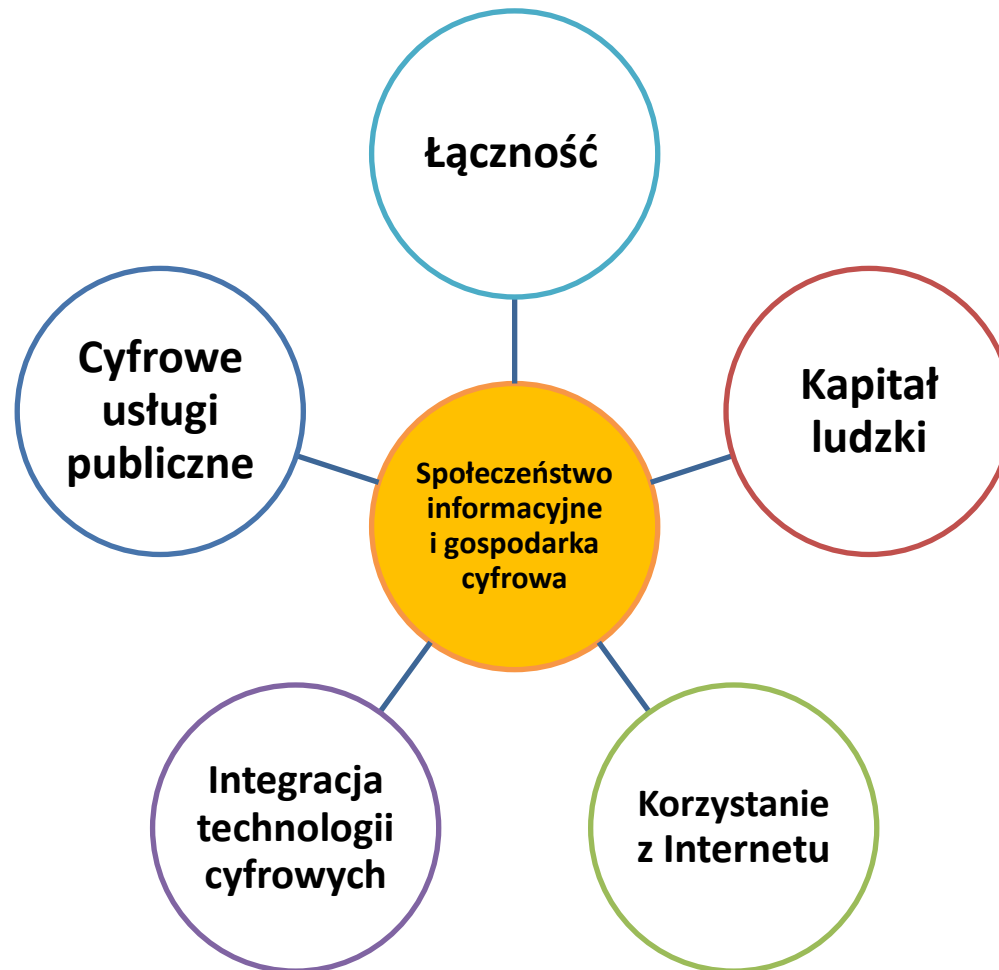 Łączność
Cyfrowe
usługi
publiczne
Kapitał
ludzki
Społeczeństwo
informacyjne
i gospodarka
cyfrowa
Integracja
technologii
cyfrowych
Korzystanie
z Internetu